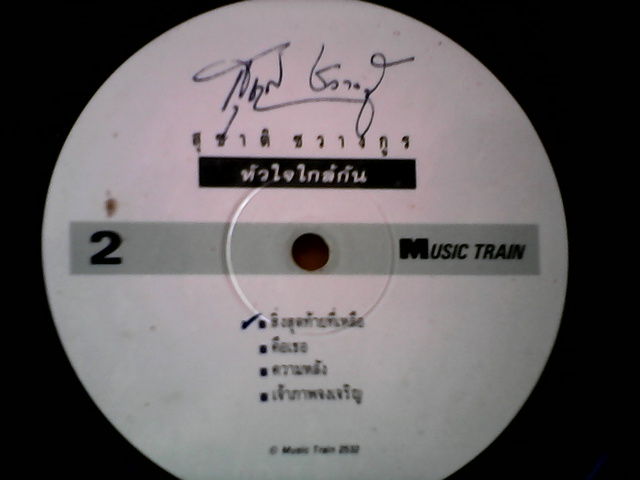 สุชาติ ชวางกูร
หัวใจใกล้กัน
2
MUSIC TRAIN
สิ่งสุดท้ายที่เหลือ
คือเธอ
ความหลัง
เจ้าภาพจงเจริญ
© Music Train 2532